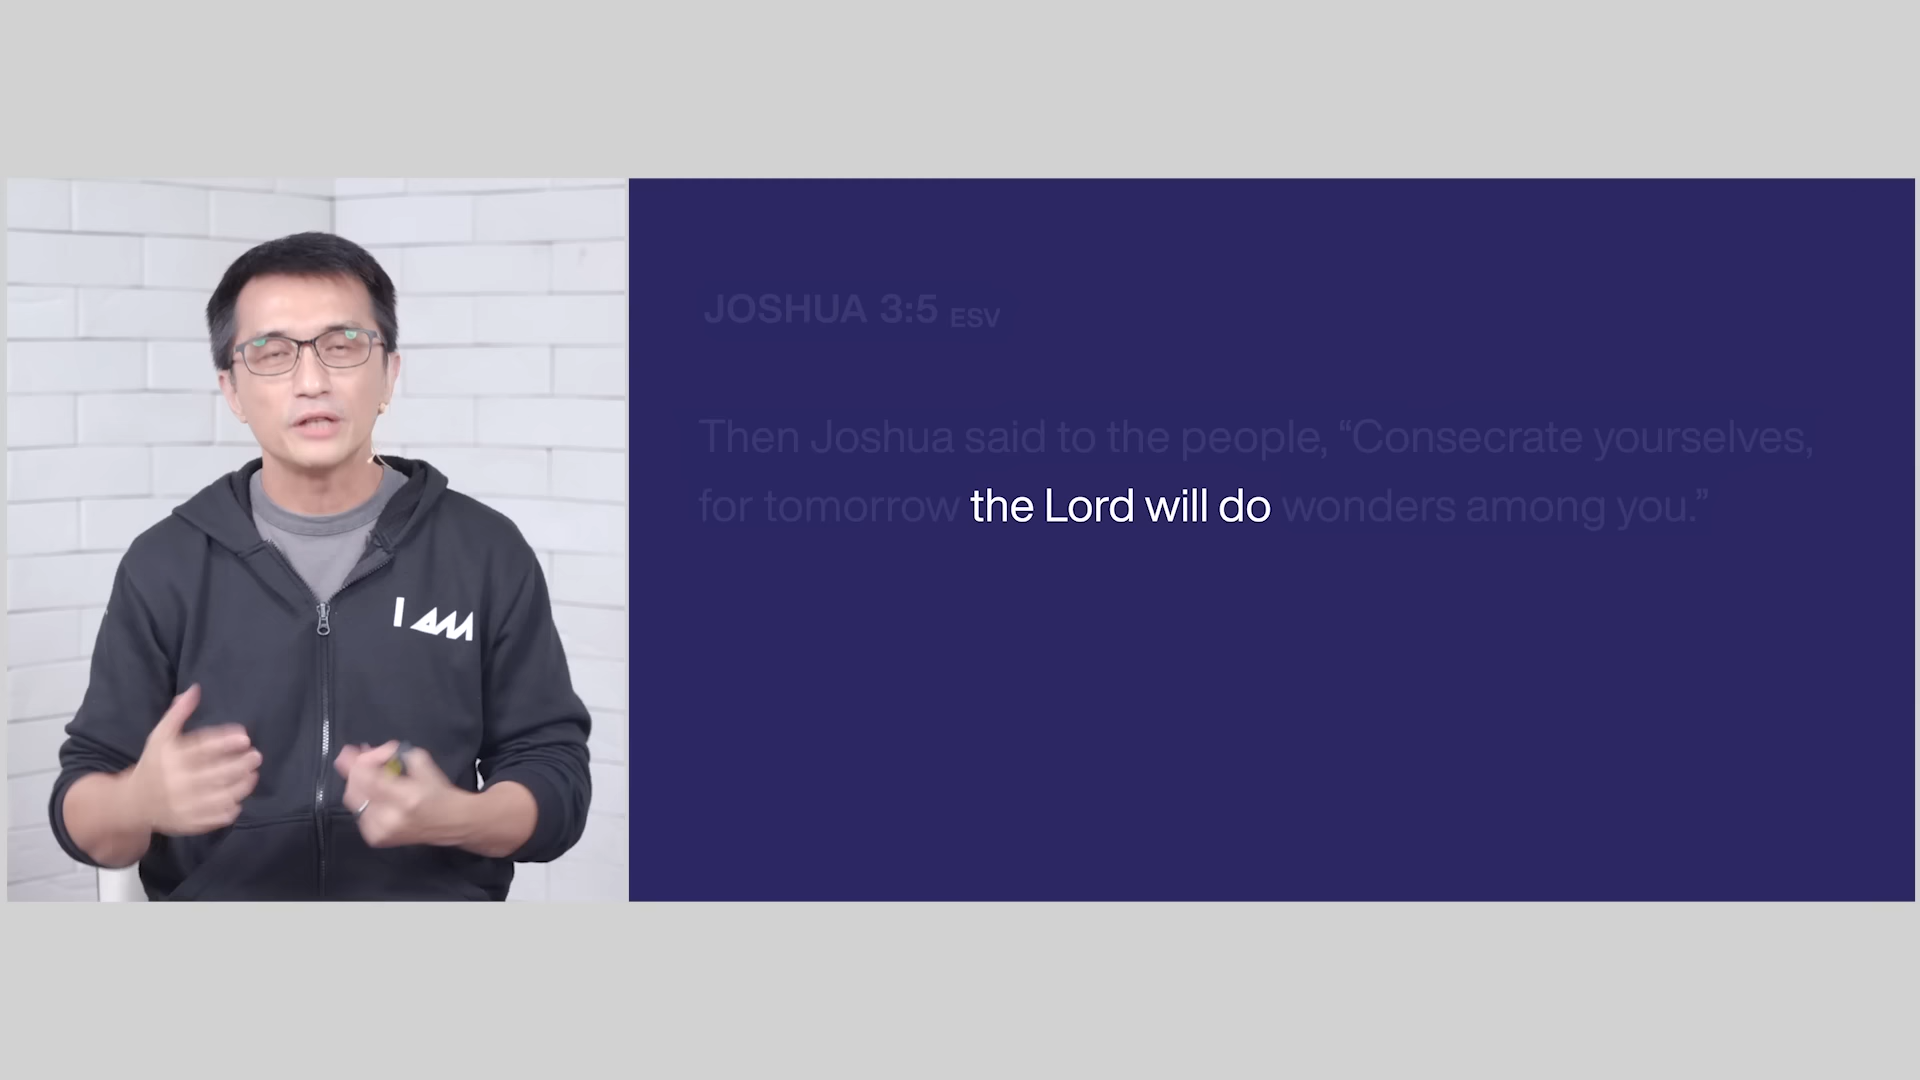 I AM
JOSHUA 3:5 ESV
Then Joshua said to the people, “Consecrate yourselves,
for tomorrow the Lord will do wonders among you.”